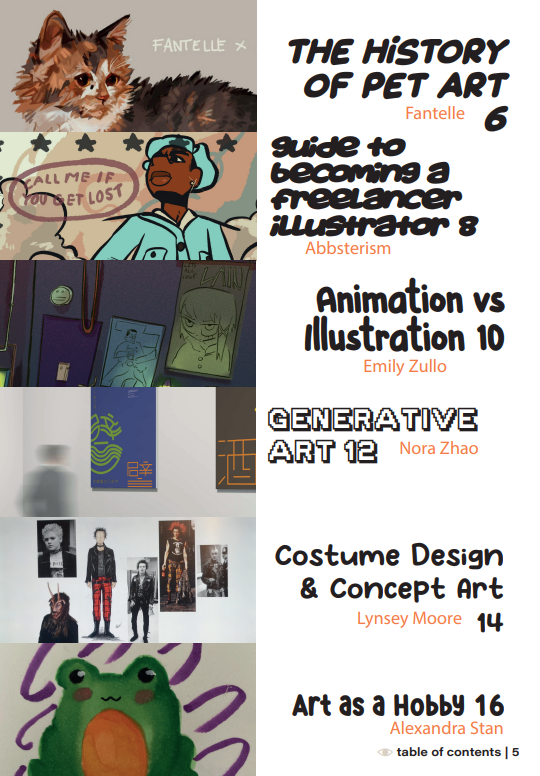 FANTELLE x
THE HiSTORY
OF PET ART
Fantelle
6
CALL ME IF
YOU GET LOST
guide to
becoming a
freelancer
illustrator 8
Abbsterism
Animation vs
Illustration 10
Emily Zullo
GENERATIVE
ART 12 Nora Zhao
酒
Costume Design
& Concept Art
Lynsey Moore 14
Art as a Hobby 16
Alexandra Stan
table of contents | 5